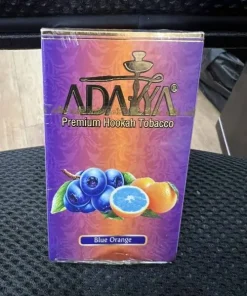 ADALYA®
Premium Hookah Tobacco
Blue Orange